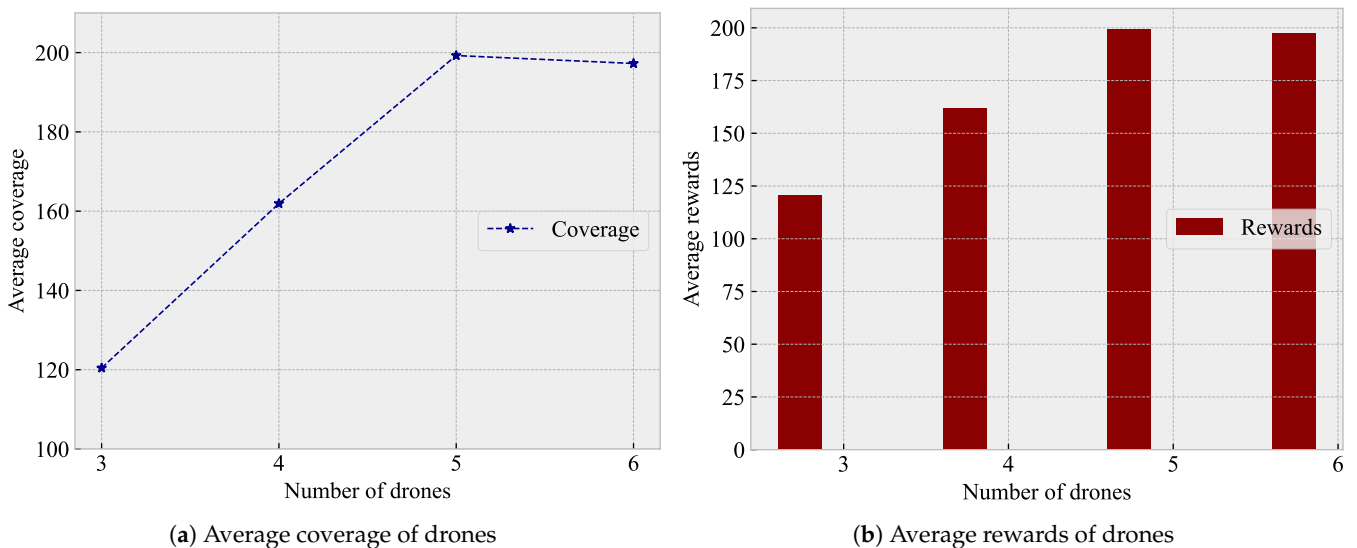 200
180
160
140
120
100
3 4 5 6
Average coverage
Number of drones
Coverage
(a) Average coverage of drones
200
175
150
125
100
75
50
25
0
3 4 5 6
Average rewards
Number of drones
Rewards
(b) Average rewards of drones